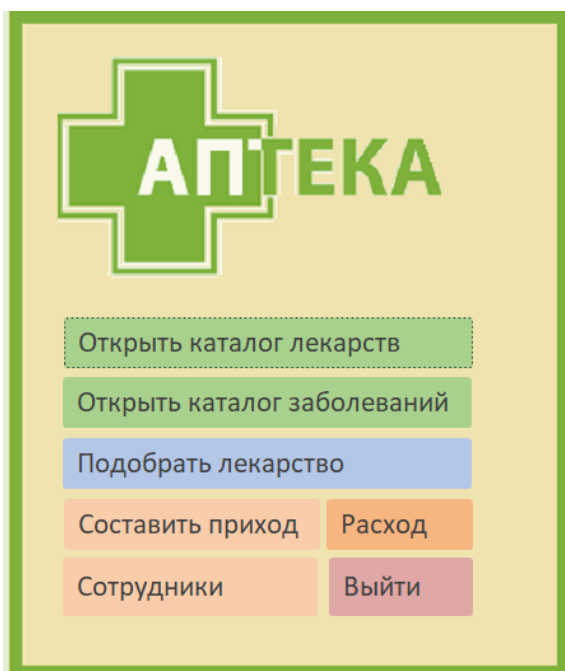 АПТЕКА
Открыть каталог лекарств
Открыть каталог заболеваний
Подобрать лекарство
Составить приход Расход
Сотрудники Выйти